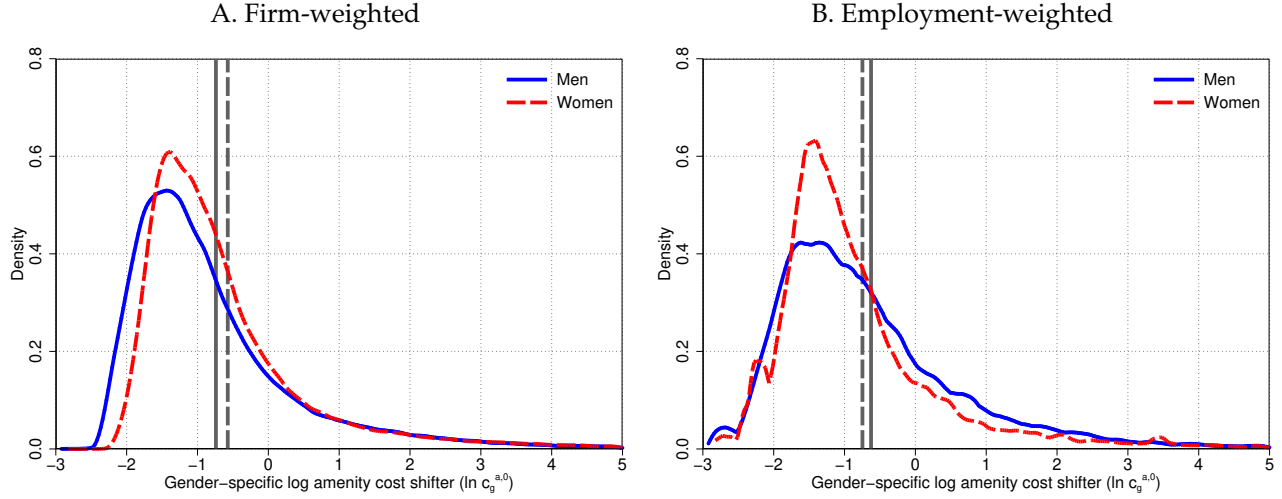 A. Firm-weighted
0.8
0.6
0.4
0.2
0.0
Density
Men
Women
−3 −2 −1 0 1 2 3 4 5
Gender−specific log amenity cost shifter (ln c_g^{a,0})
B. Employment-weighted
0.8
0.6
0.4
0.2
0.0
Density
Men
Women
−3 −2 −1 0 1 2 3 4 5
Gender−specific log amenity cost shifter (ln c_g^{a,0})